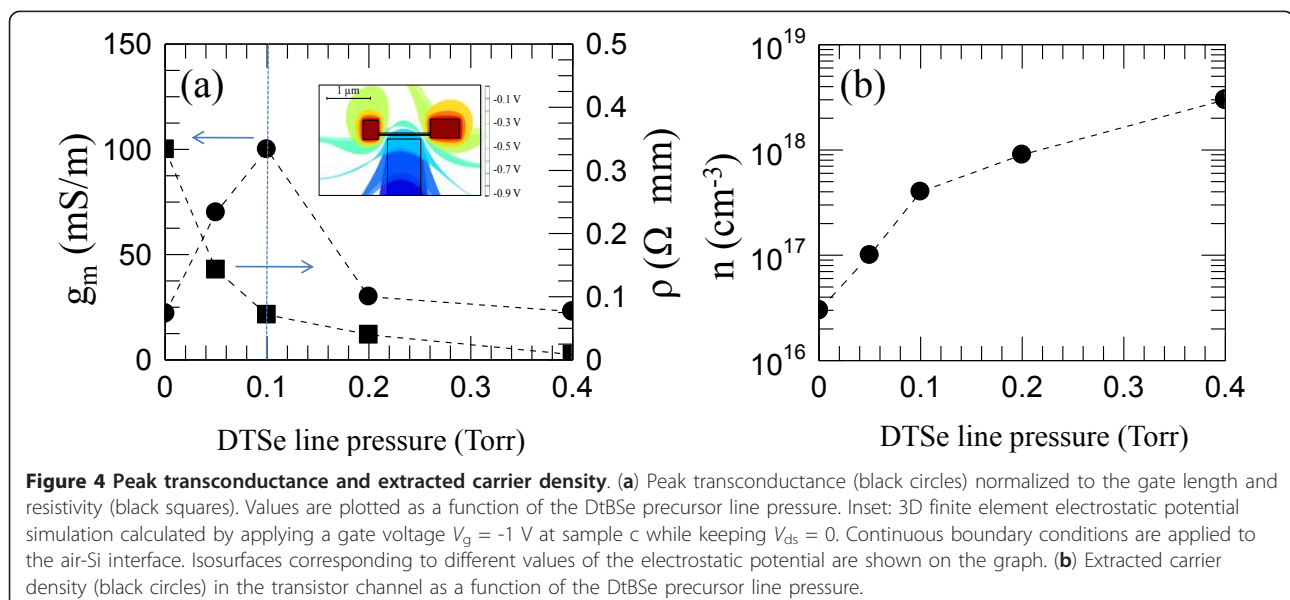 150
100
50
0
g_m (mS/m)
(a)
0.5
0.4
0.3
0.2
0.1
0
ρ (Ω mm)
1 μm
-0.1 V
-0.3 V
-0.5 V
-0.7 V
-0.9 V
0 0.1 0.2 0.3 0.4
DTSe line pressure (Torr)
(b)
10^19
10^18
10^17
10^16
n (cm^-3)
0 0.1 0.2 0.3 0.4
DTSe line pressure (Torr)
Figure 4 Peak transconductance and extracted carrier density. (a) Peak transconductance (black circles) normalized to the gate length and
resistivity (black squares). Values are plotted as a function of the DtBSe precursor line pressure. Inset: 3D finite element electrostatic potential
simulation calculated by applying a gate voltage V_g = -1 V at sample c while keeping V_ds = 0. Continuous boundary conditions are applied to
the air-Si interface. Isosurfaces corresponding to different values of the electrostatic potential are shown on the graph. (b) Extracted carrier
density (black circles) in the transistor channel as a function of the DtBSe precursor line pressure.